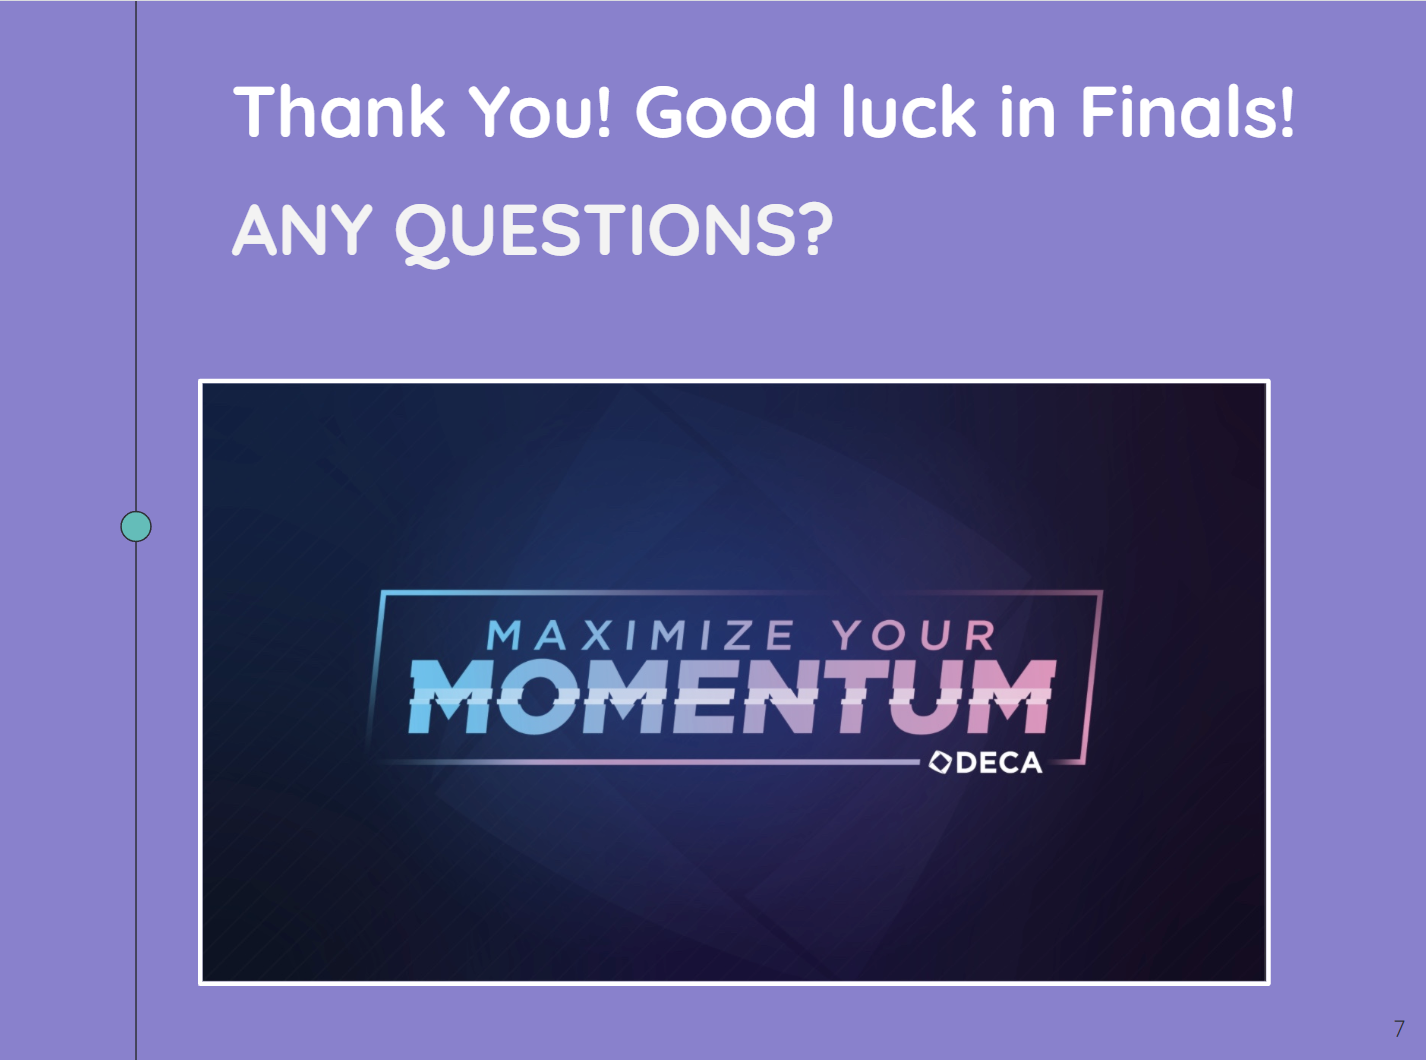 Thank You! Good luck in Finals!
ANY QUESTIONS?
MAXIMIZE YOUR
MOMENTUM
DECA
7